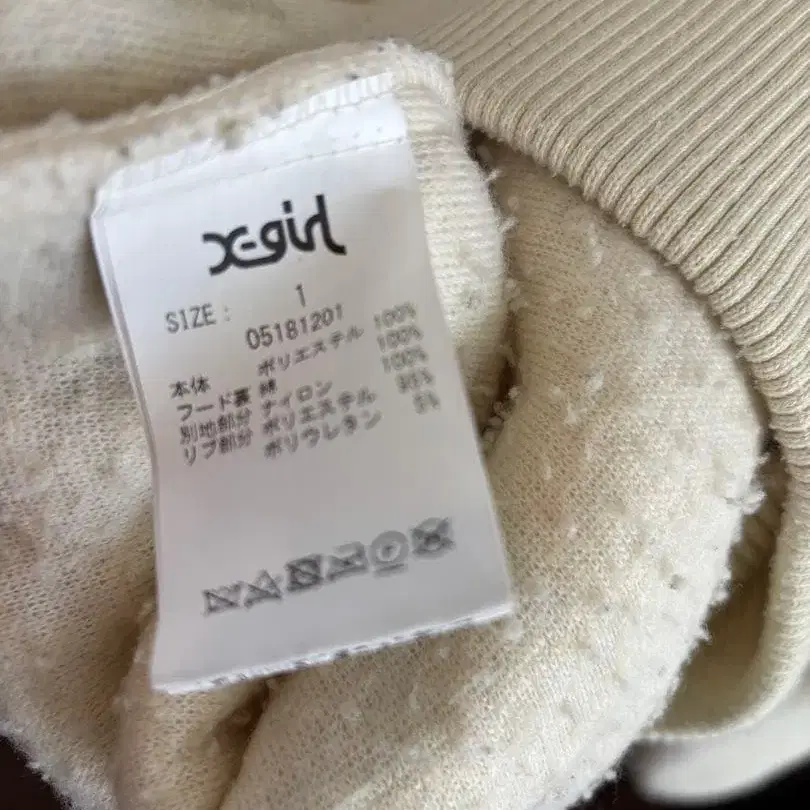 X-girl
SIZE: 1
05181201
本体 ポリエステル 100%
フード裏 綿 100%
別地部分 ナイロン 100%
リブ部分 ポリエステル 95%
ポリウレタン 5%